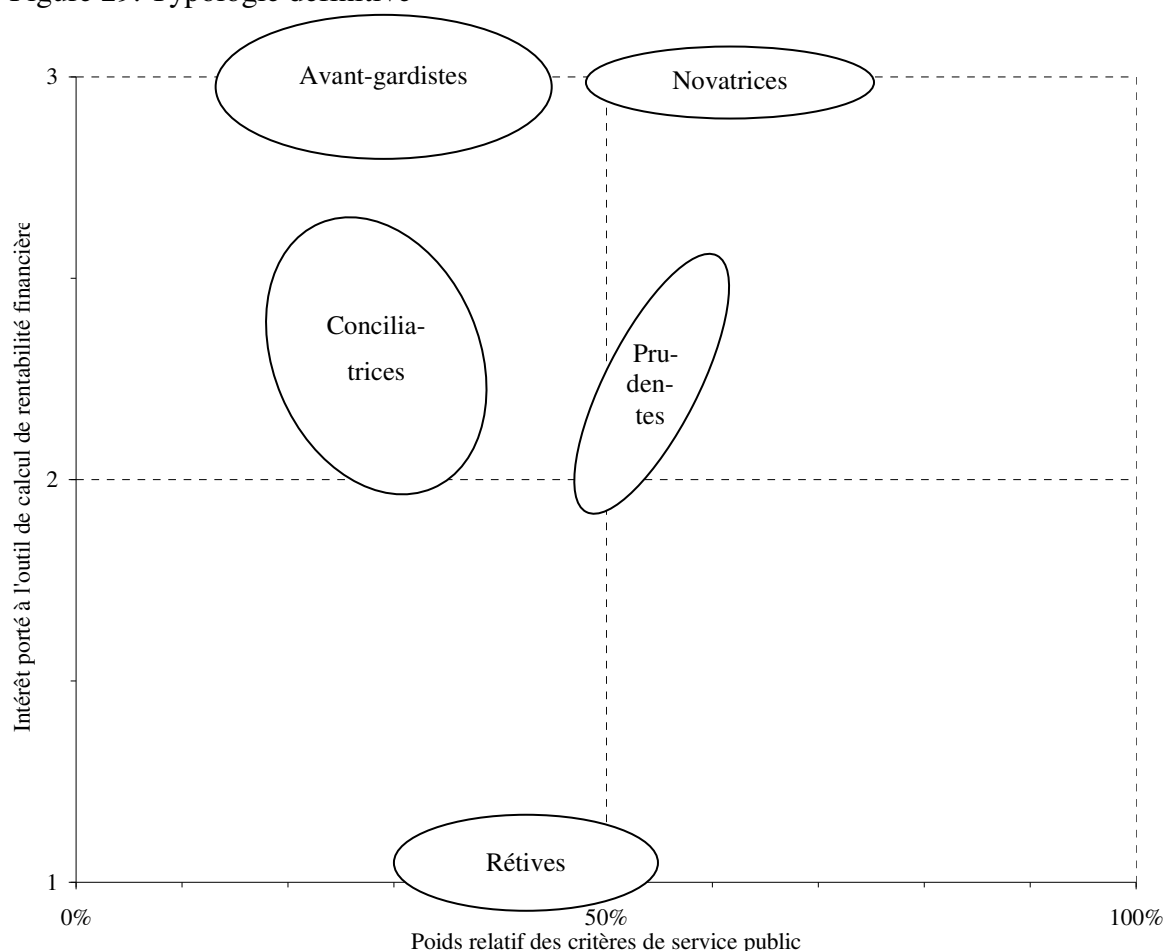 Figure 29: Typologie définitive
Avant-gardistes
Novatrices
3
Concilia-
trices
Pru-
den-
tes
2
Intérêt porté à l'outil de calcul de rentabilité financière
Rétives
1
0%
50%
100%
Poids relatif des critères de service public